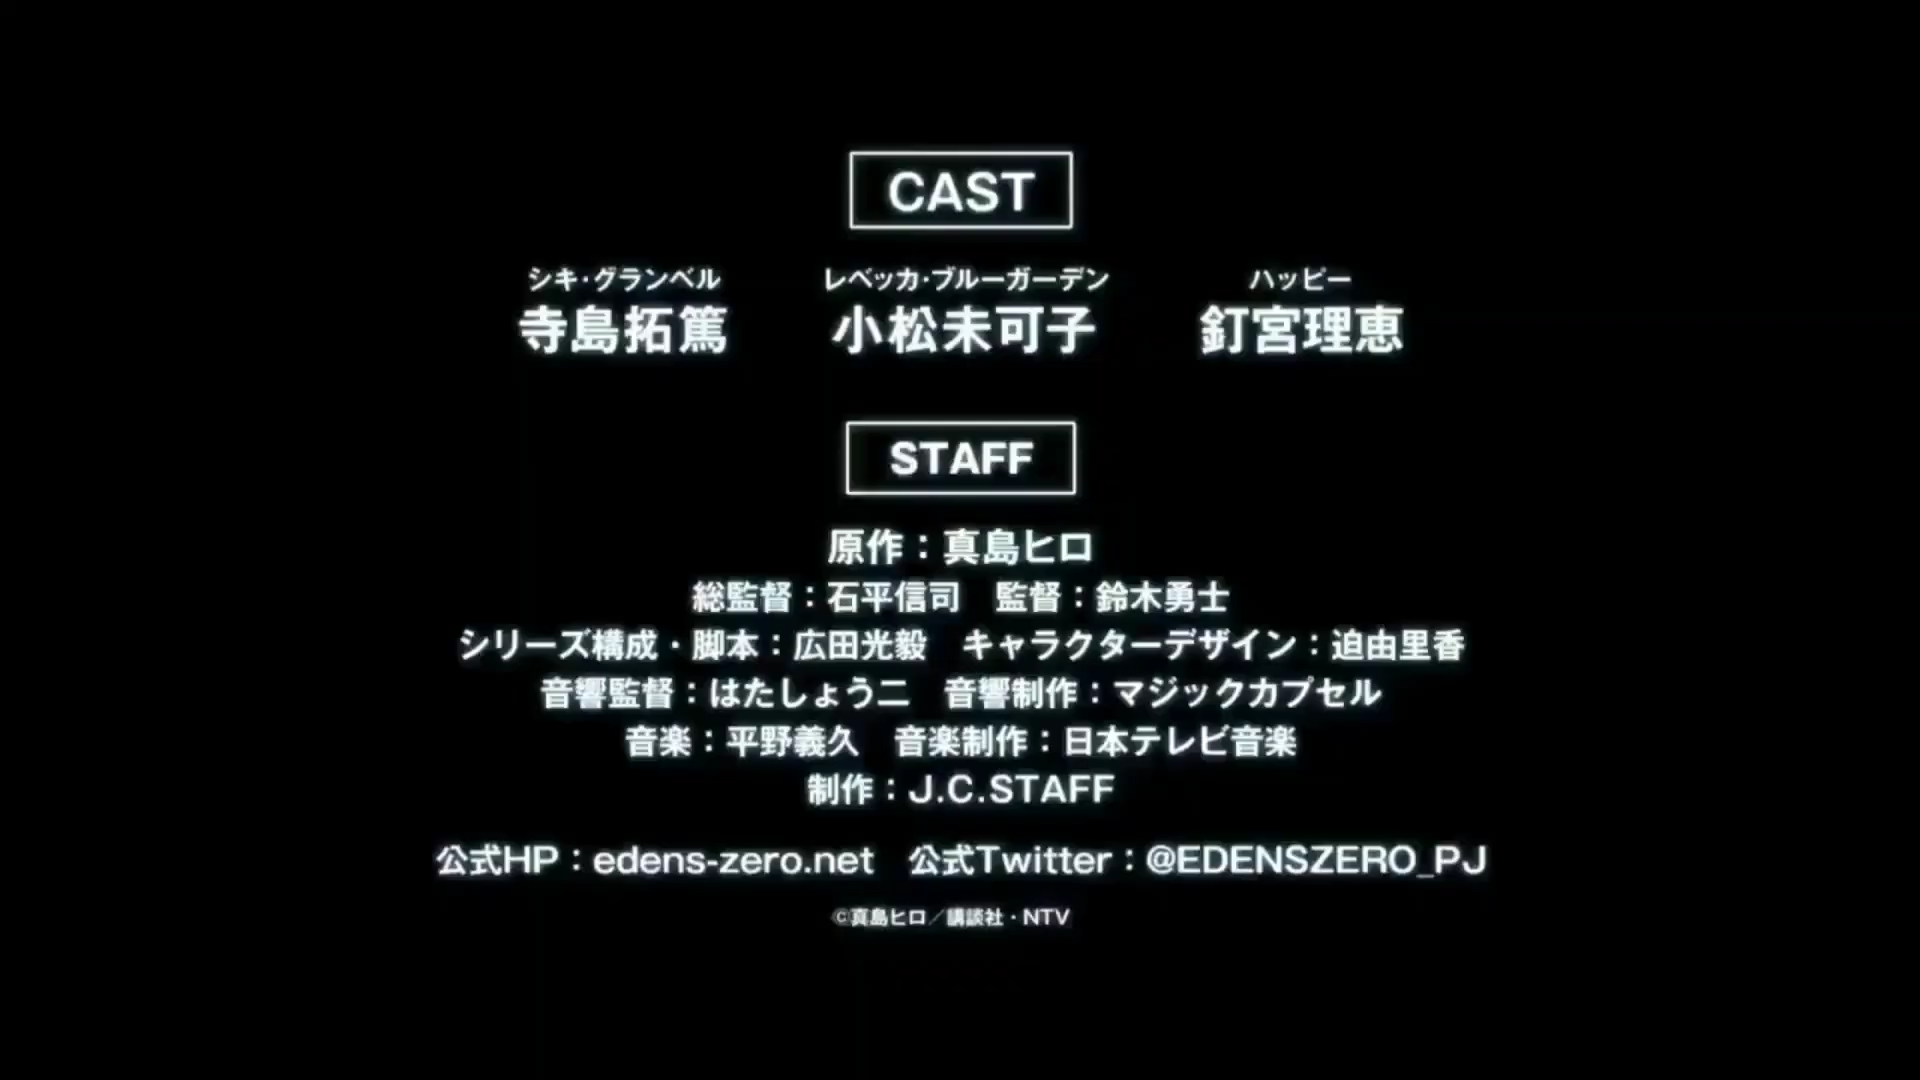 CAST
シキ・グランベル　レベッカ・ブルーガーデン　ハッピー
寺島拓篤　小松未可子　釘宮理恵
STAFF
原作：真島ヒロ
総監督：石平信司　監督：鈴木勇士
シリーズ構成・脚本：広田光毅　キャラクターデザイン：迫由里香
音響監督：はたしょう二　音響制作：マジックカプセル
音楽：平野義久　音楽制作：日本テレビ音楽
制作：J.C.STAFF
公式HP：edens-zero.net　公式Twitter：@EDENSZERO_PJ
©真島ヒロ／講談社・NTV